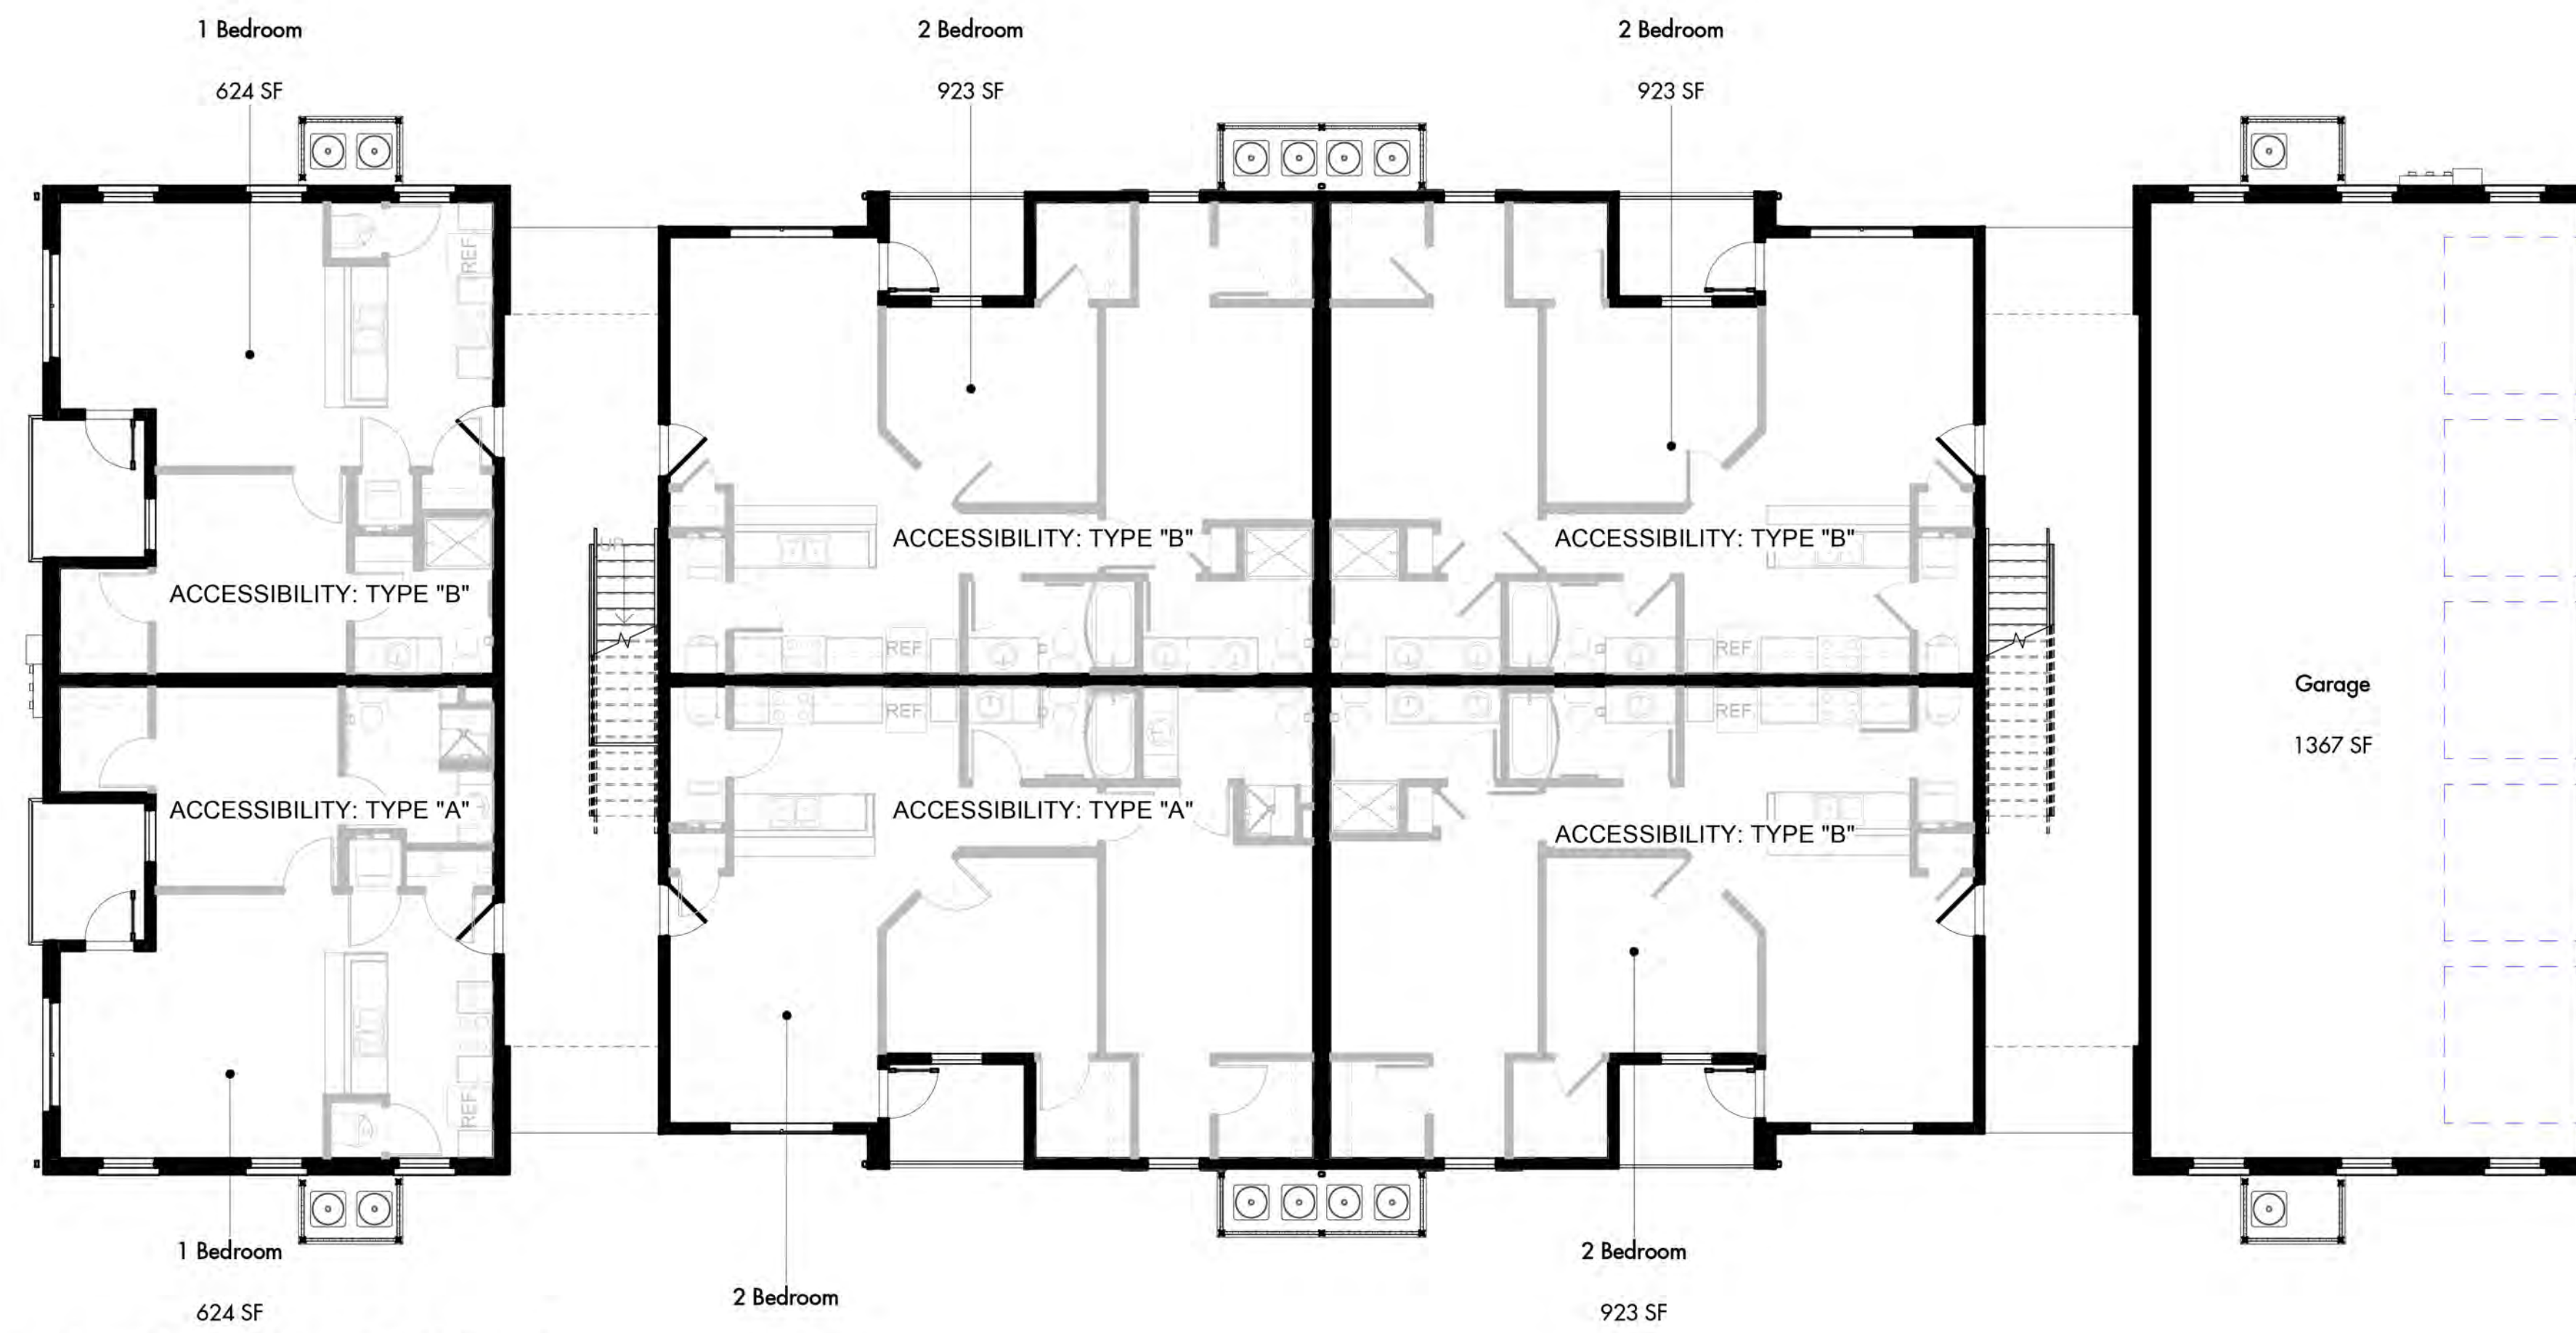 1 Bedroom
2 Bedroom
2 Bedroom
624 SF
923 SF
923 SF
REF
UP
ACCESSIBILITY: TYPE "B"
ACCESSIBILITY: TYPE "B"
ACCESSIBILITY: TYPE "B"
REF
REF
Garage
REF
REF
1367 SF
ACCESSIBILITY: TYPE "A"
ACCESSIBILITY: TYPE "A"
ACCESSIBILITY: TYPE "B"
REF
1 Bedroom
2 Bedroom
2 Bedroom
624 SF
923 SF